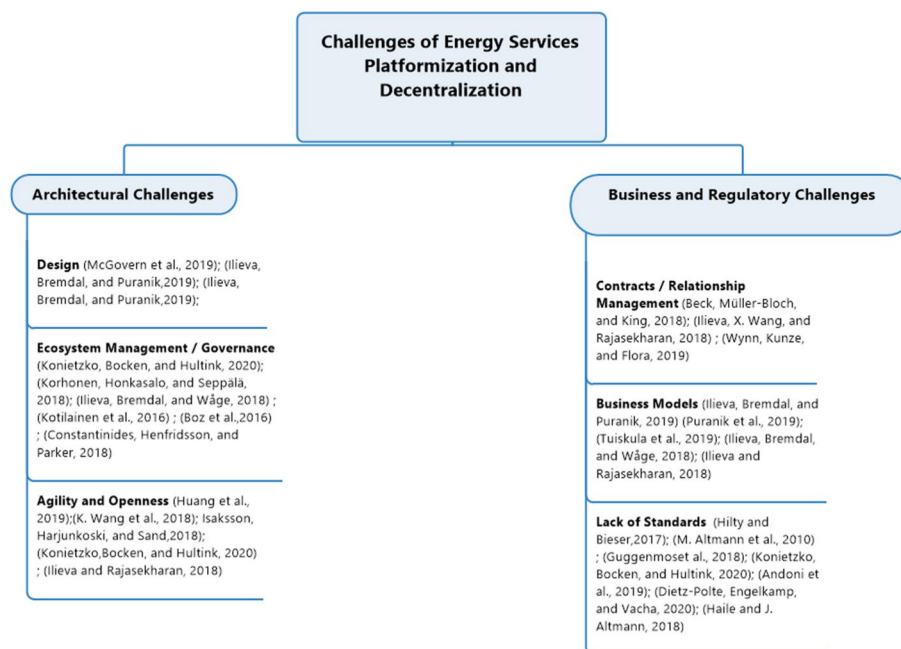 Challenges of Energy Services
Platformization and
Decentralization
Architectural Challenges
Design (McGovern et al., 2019); (Ilieva,
Bremdal, and Puranik,2019); (Ilieva,
Bremdal, and Puranik,2019);
Ecosystem Management / Governance
(Konietzko, Bocken, and Hultink, 2020);
(Korhonen, Honkasalo, and Seppälä,
2018); (Ilieva, Bremdal, and Wåge, 2018) ;
(Kotilainen et al., 2016) ; (Boz et al.,2016)
; (Constantinides, Henfridsson, and
Parker, 2018)
Agility and Openness (Huang et al.,
2019);(K. Wang et al., 2018); Isaksson,
Harjunkoski, and Sand,2018);
(Konietzko,Bocken, and Hultink, 2020)
; (Ilieva and Rajasekharan, 2018)
Business and Regulatory Challenges
Contracts / Relationship
Management (Beck, Müller-Bloch,
and King, 2018); (Ilieva, X. Wang, and
Rajasekharan, 2018) ; (Wynn, Kunze,
and Flora, 2019)
Business Models (Ilieva, Bremdal, and
Puranik, 2019) (Puranik et al., 2019);
(Tuiskula et al., 2019); (Ilieva, Bremdal,
and Wåge, 2018); (Ilieva and
Rajasekharan, 2018)
Lack of Standards (Hilty and
Bieser,2017); (M. Altmann et al., 2010)
; (Guggenmoset al., 2018); (Konietzko,
Bocken, and Hultink, 2020); (Andoni et
al., 2019); (Dietz-Polte, Engelkamp,
and Vacha, 2020); (Haile and J.
Altmann, 2018)